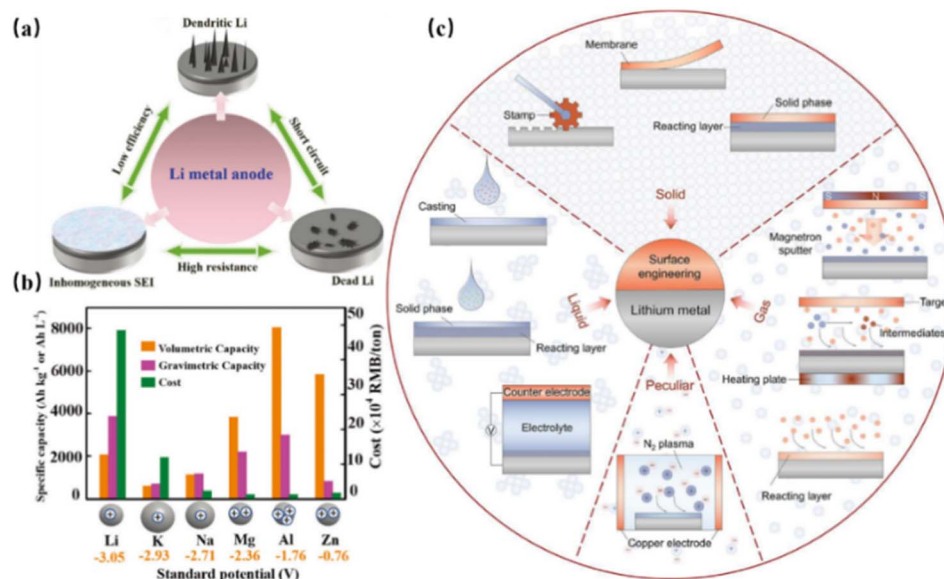 (a)
Dendritic Li
Low efficiency
Short circuit
Li metal anode
Inhomogeneous SEI
High resistance
Dead Li
(b)
Specific capacity (Ah kg⁻¹ or Ah L⁻¹)
8000
6000
4000
2000
0
Volumetric Capacity
Gravimetric Capacity
Cost
50
40
30
20
10
0
Cost (×10⁴ RMB/ton)
Li K Na Mg Al Zn
-3.05 -2.93 -2.71 -2.36 -1.76 -0.76
Standard potential (V)
(c)
Membrane
Stamp
Solid phase
Reacting layer
Solid
Casting
Solid phase
Reacting layer
Liquid
Counter electrode
V
Electrolyte
Surface engineering
Lithium metal
Peculiar
N₂ plasma
Copper electrode
Gas
S N S
Magnetron sputter
Target
Intermediates
Heating plate
Reacting layer